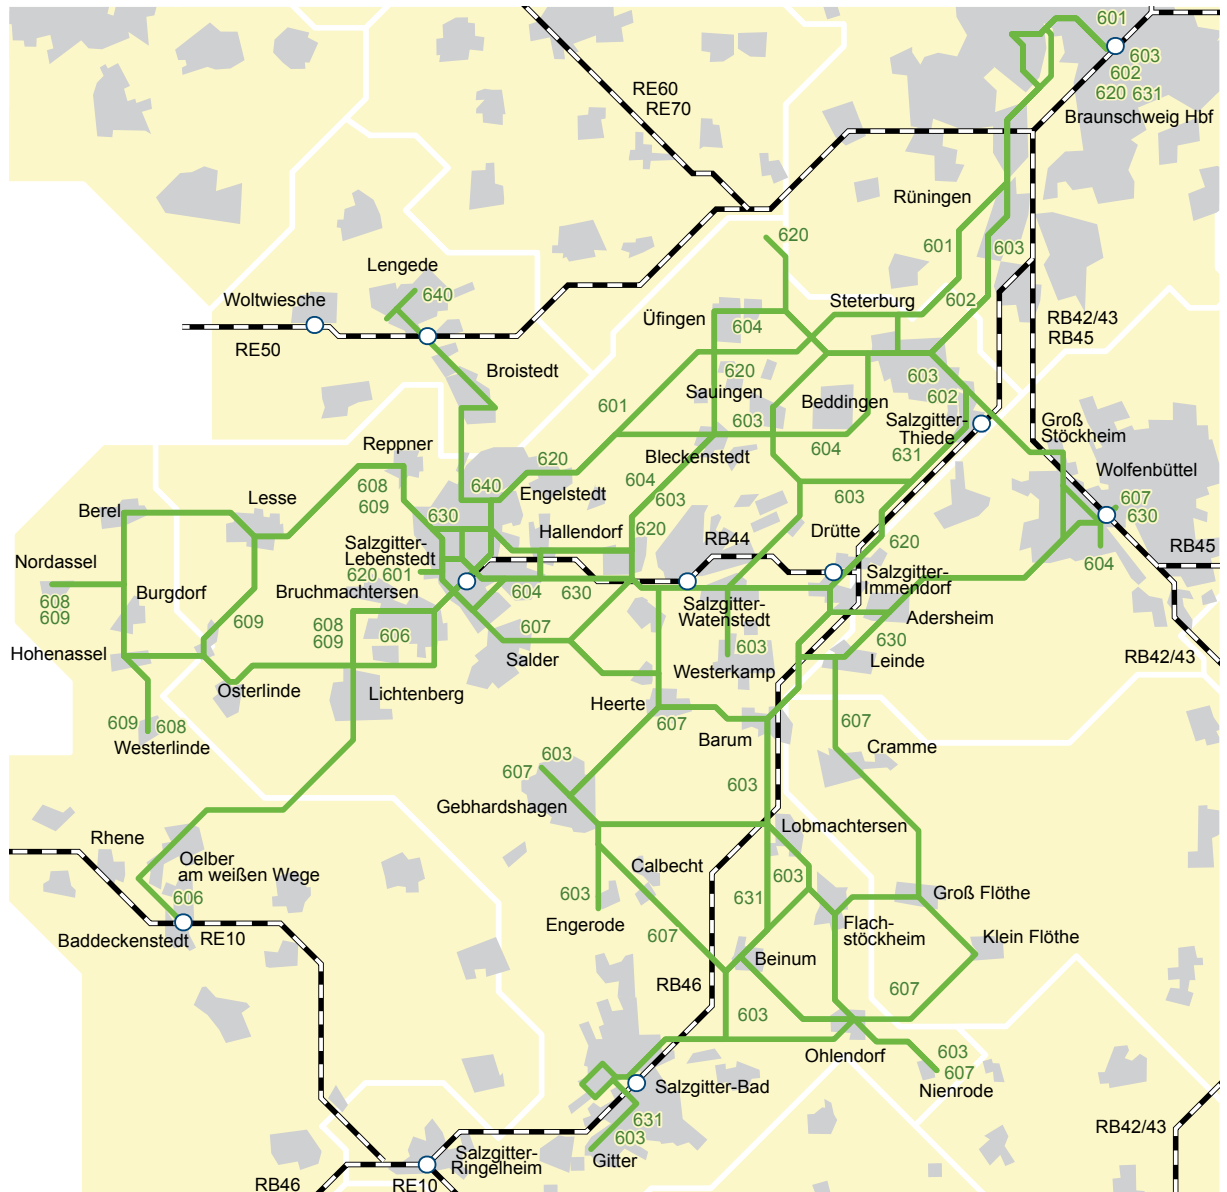 601
603
602
620 631
Braunschweig Hbf
RE60
RE70
Rüningen
620
601
603
Lengede
640
Woltwiesche
Steterburg
602
Üfingen
604
RB42/43
RB45
RE50
Broistedt
620
603
Sauingen
Beddingen
602
601
603
Salzgitter-
Thiede
Groß
Stöckheim
Reppner
Bleckenstedt
604
631
Wolfenbüttel
620
604
608
609
640
Engelstedt
603
603
607
630
Lesse
Berel
630
Hallendorf
620
Drütte
620
RB44
RB45
604
Salzgitter-
Lebenstedt
620 601
Nordassel
Burgdorf
Bruchmachtersen
604
630
Salzgitter-
Immendorf
608
609
Salzgitter-
Watenstedt
Adersheim
609
608
609
606
607
603
630
Hohenassel
Salder
Westerkamp
Leinde
RB42/43
Osterlinde
Lichtenberg
Heerte
609
608
607
607
Westerlinde
Barum
Cramme
603
607
603
Gebhardshagen
Lobmachtersen
Rhene
Oelber
am weißen Wege
Calbecht
603
606
603
631
Groß Flöthe
Engerode
Flach-
stöckheim
Baddeckenstedt
RE10
607
Klein Flöthe
Beinum
RB46
607
603
Ohlendorf
603
607
Salzgitter-Bad
Nienrode
631
603
RB42/43
Salzgitter-
Ringelheim
Gitter
RB46
RE10